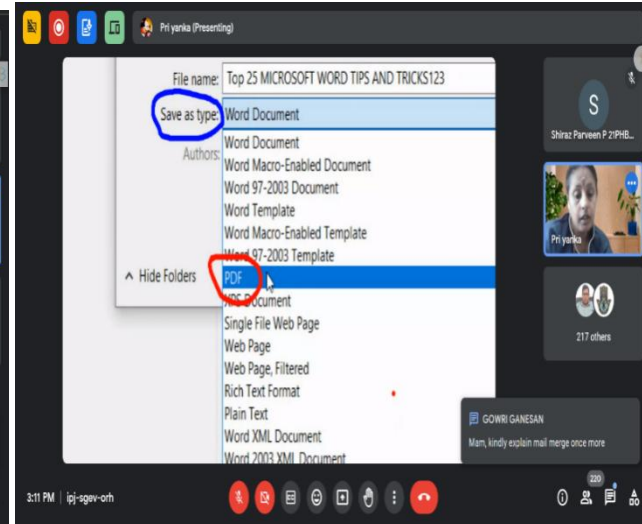 Pri yanka (Presenting)
File name: Top 25 MICROSOFT WORD TIPS AND TRICKS123
Save as type: Word Document
Authors:
Word Document
Word Macro-Enabled Document
Word 97-2003 Document
Word Template
Word Macro-Enabled Template
Word 97-2003 Template
Hide Folders
PDF
XPS Document
Single File Web Page
Web Page
Web Page, Filtered
Rich Text Format
Plain Text
Word XML Document
Word 2003 XML Document
S
Shiraz Parveen P 21PHB...
Pri yanka
217 others
GOWRI GANESAN
Mam, kindly explain mail merge once more
3:11 PM | ipj-sgev-orh
220